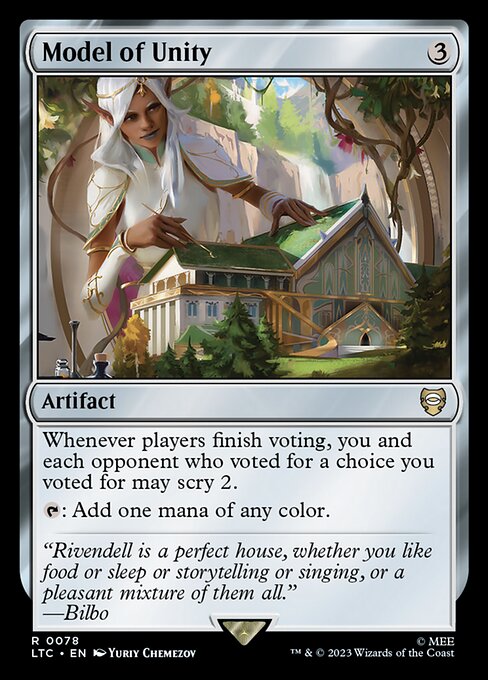 Model of Unity 3
Artifact
Whenever players finish voting, you and
each opponent who voted for a choice you
voted for may scry 2.
: Add one mana of any color.
“Rivendell is a perfect house, whether you like
food or sleep or storytelling or singing, or a
pleasant mixture of them all.”
—Bilbo
R 0078 © MEE
LTC • EN Yuriy Chemezov ™ & © 2023 Wizards of the Coast